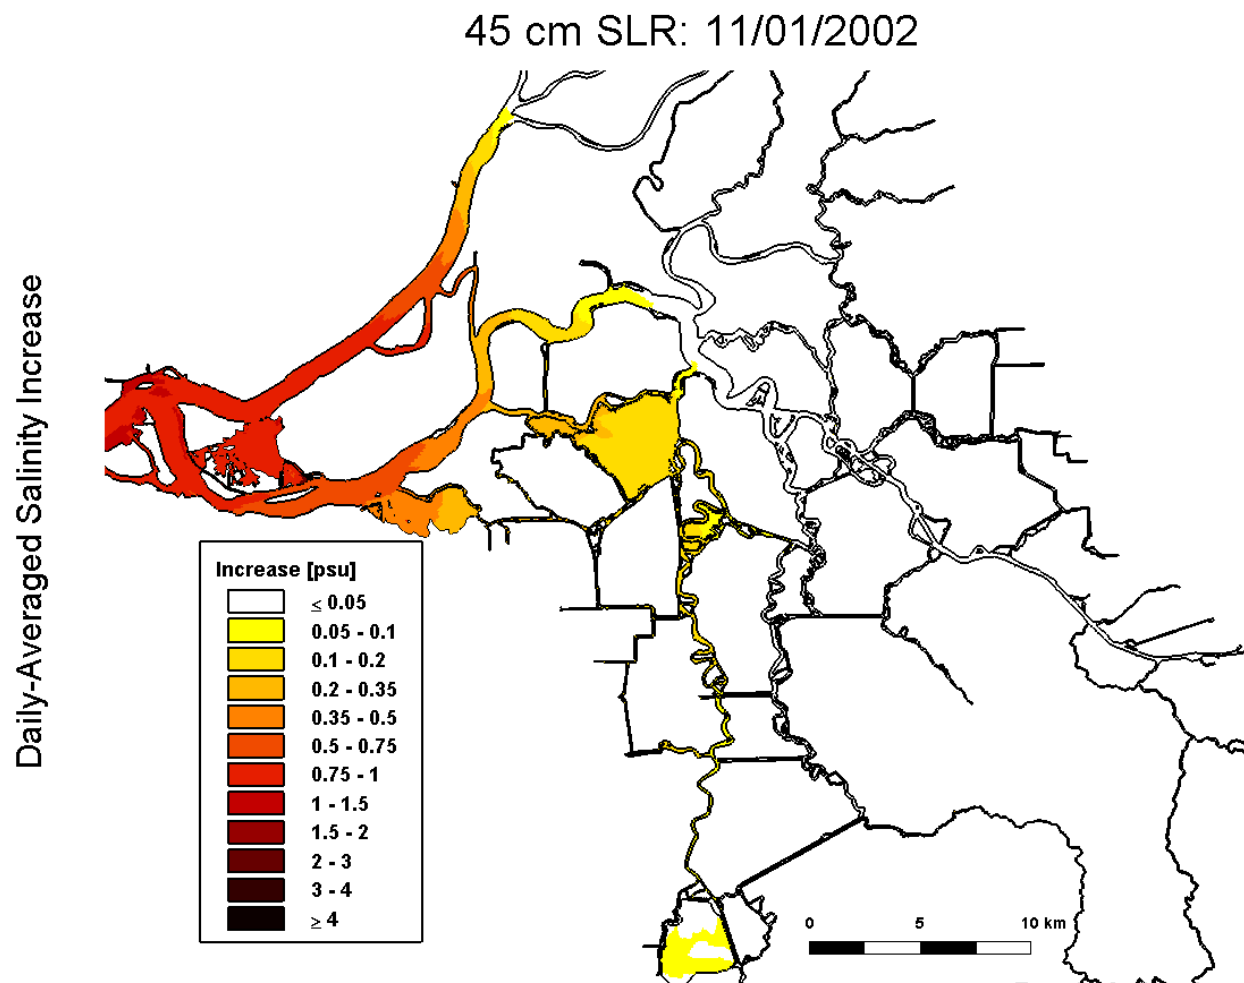 45 cm SLR: 11/01/2002
Daily-Averaged Salinity Increase
Increase [psu]
≤ 0.05
0.05 - 0.1
0.1 - 0.2
0.2 - 0.35
0.35 - 0.5
0.5 - 0.75
0.75 - 1
1 - 1.5
1.5 - 2
2 - 3
3 - 4
≥ 4
0 5 10 km